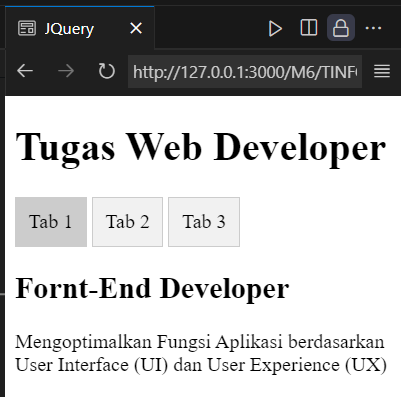 JQuery
http://127.0.0.1:3000/M6/TINF
Tugas Web Developer
Tab 1 Tab 2 Tab 3
Fornt-End Developer
Mengoptimalkan Fungsi Aplikasi berdasarkan
User Interface (UI) dan User Experience (UX)